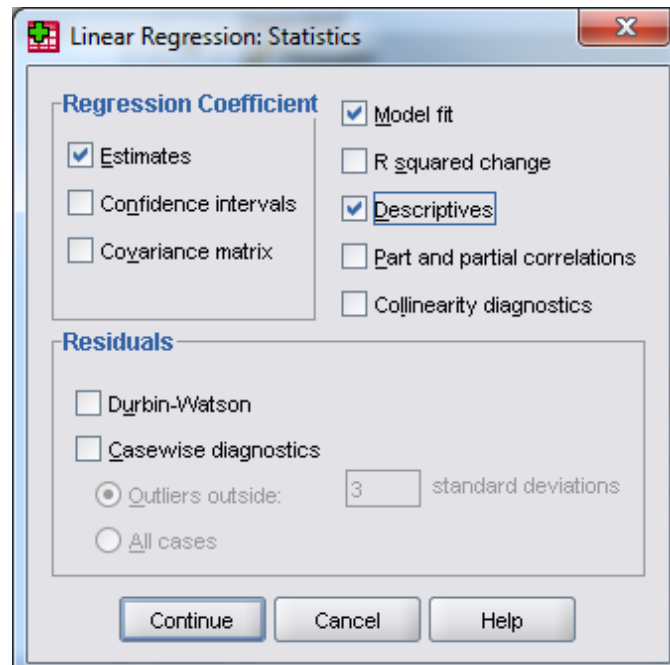 Linear Regression: Statistics
Regression Coefficient
Estimates
Confidence intervals
Covariance matrix
Model fit
R squared change
Descriptives
Part and partial correlations
Collinearity diagnostics
Residuals
Durbin-Watson
Casewise diagnostics
Outliers outside: 3 standard deviations
All cases
Continue Cancel Help